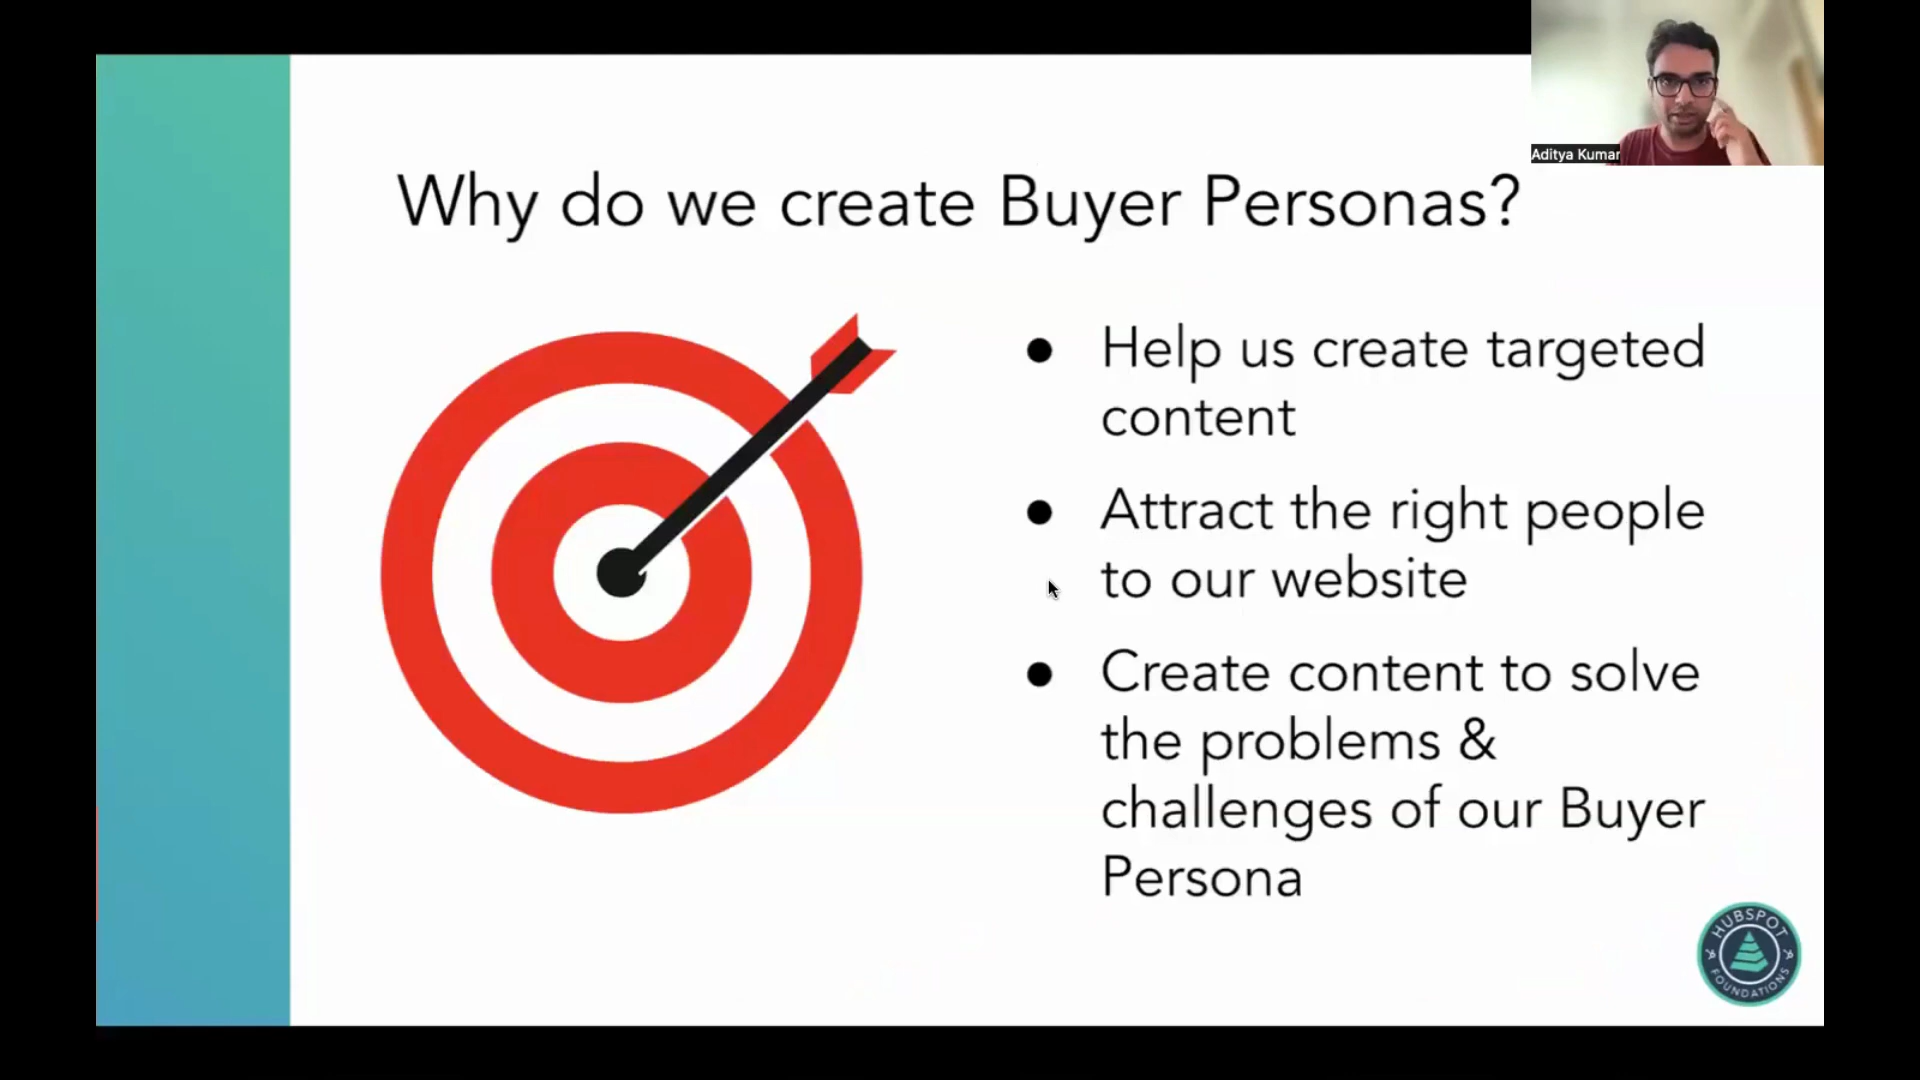 Aditya Kumar
Why do we create Buyer Personas?
● Help us create targeted
content
● Attract the right people
to our website
● Create content to solve
the problems &
challenges of our Buyer
Persona
HUBSPOT
FOUNDATIONS